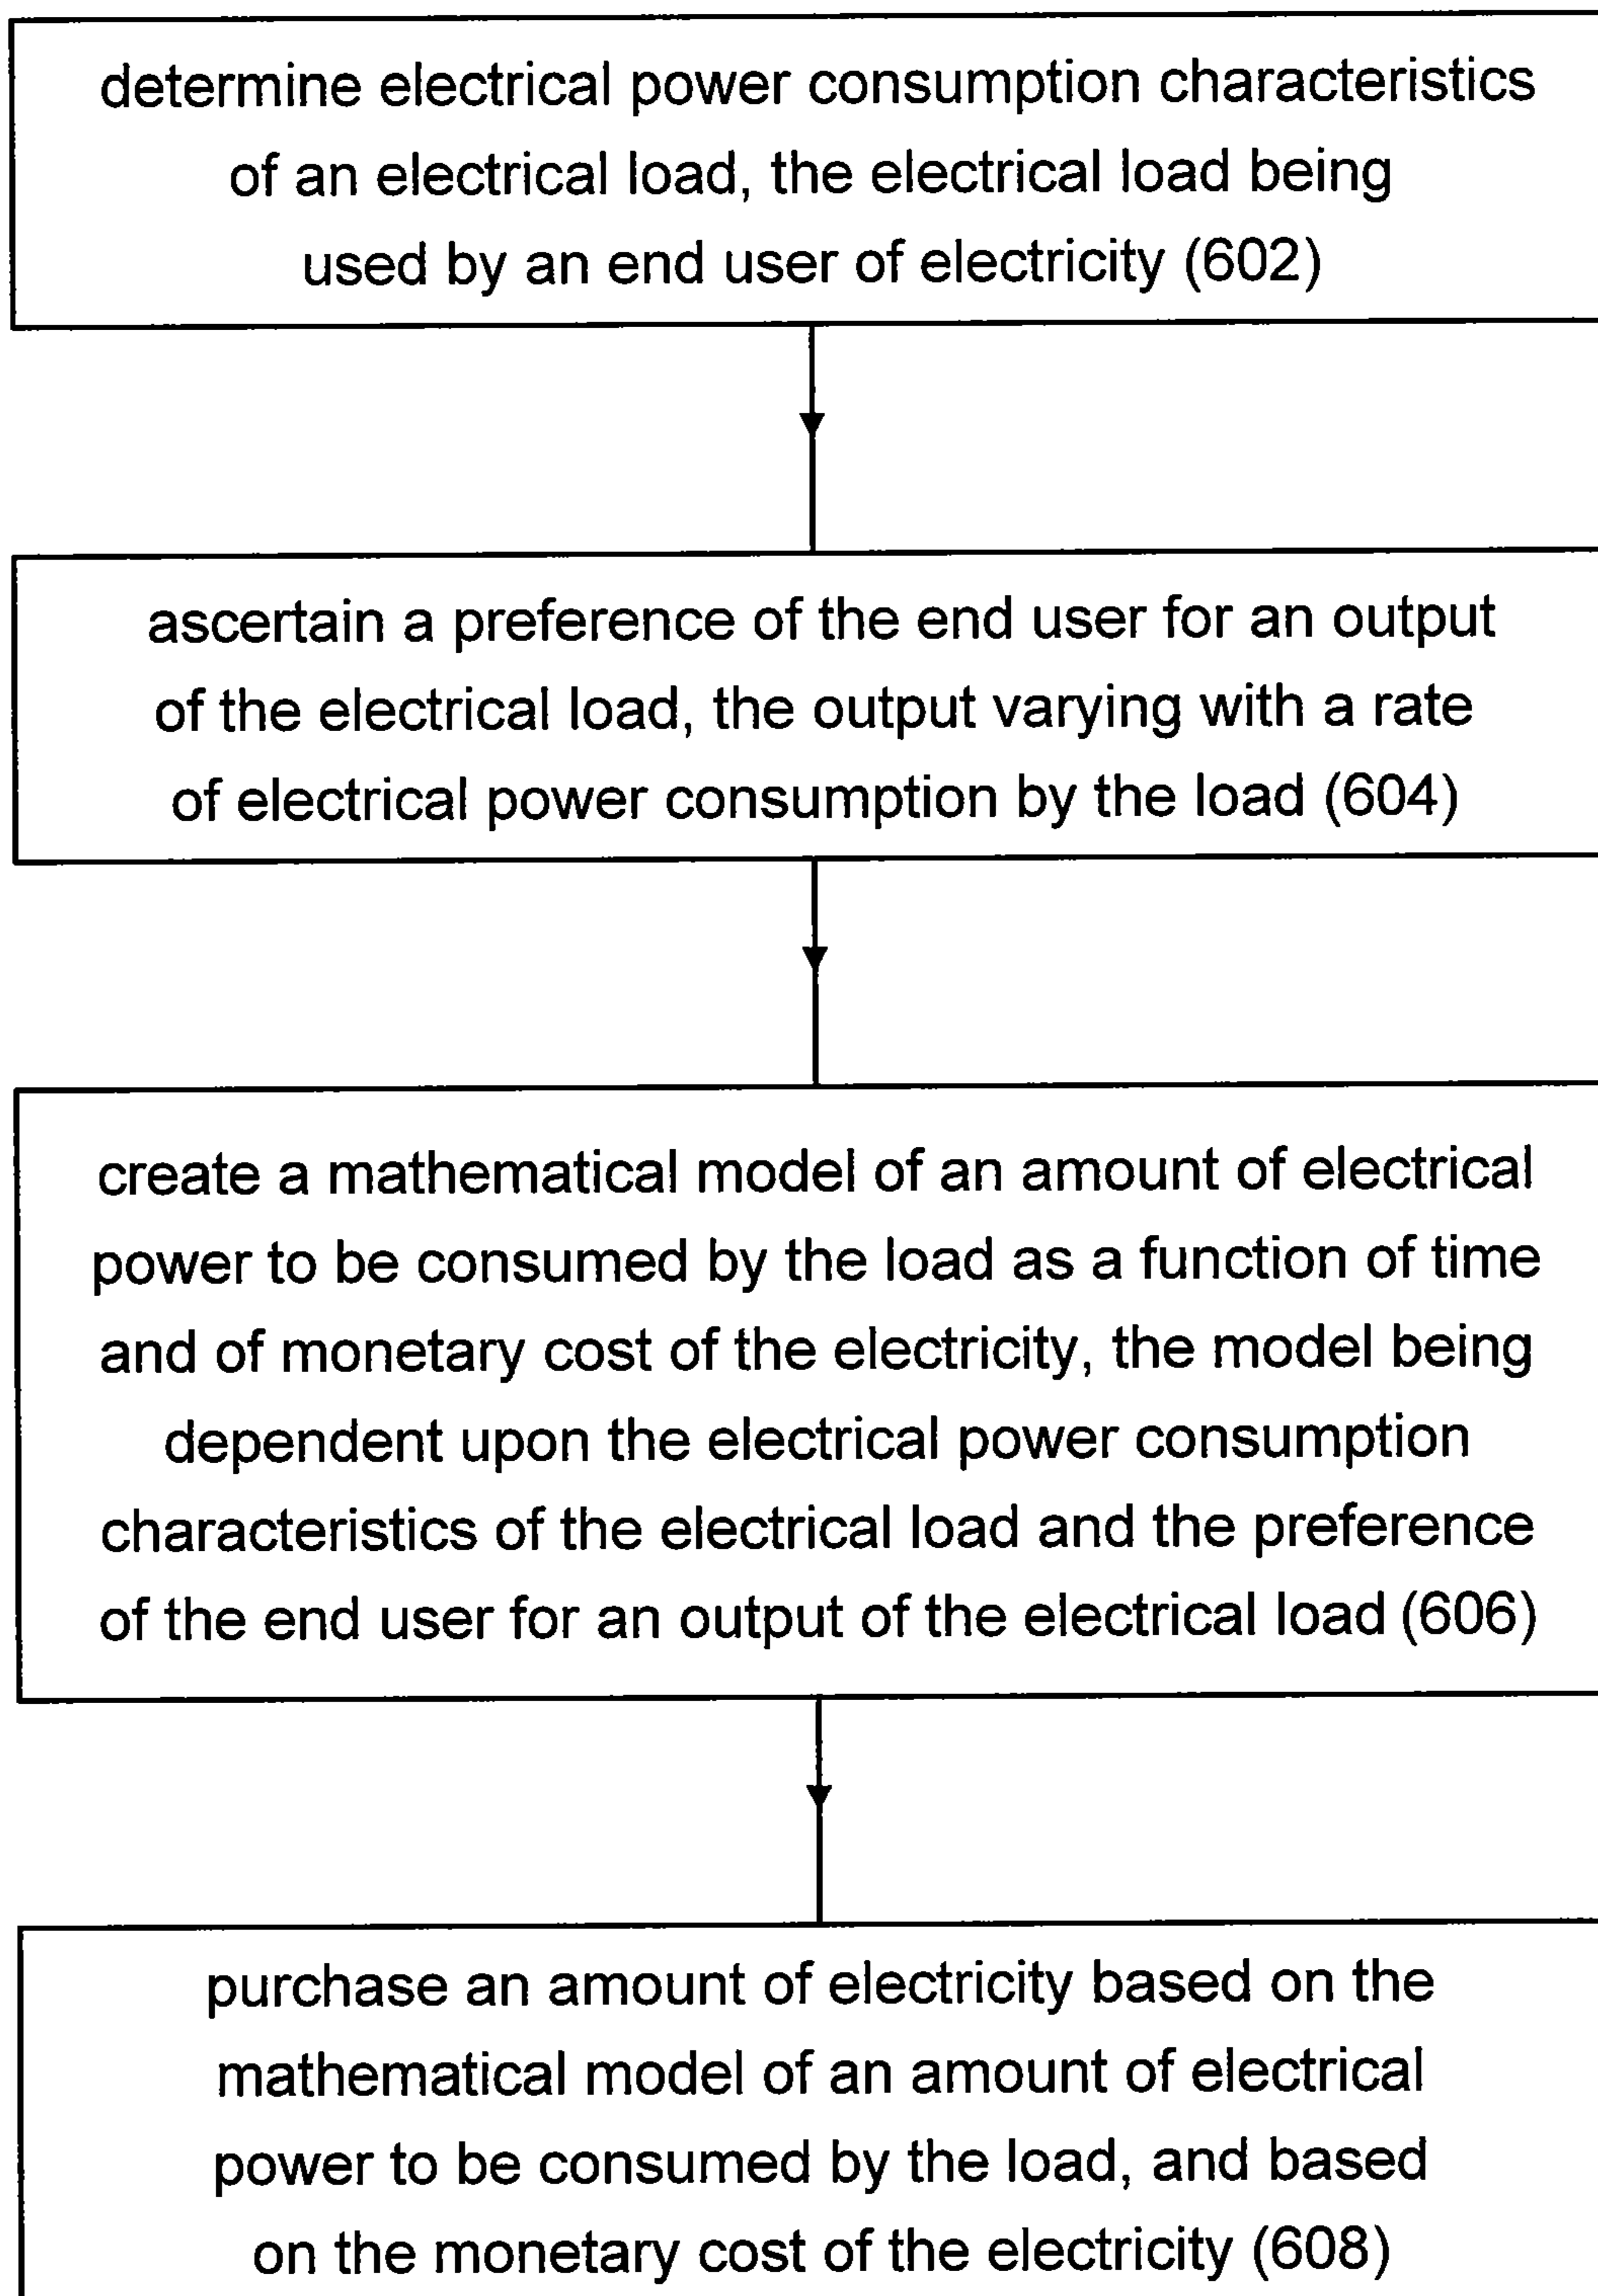 determine electrical power consumption characteristics
of an electrical load, the electrical load being
used by an end user of electricity (602)
ascertain a preference of the end user for an output
of the electrical load, the output varying with a rate
of electrical power consumption by the load (604)
create a mathematical model of an amount of electrical
power to be consumed by the load as a function of time
and of monetary cost of the electricity, the model being
dependent upon the electrical power consumption
characteristics of the electrical load and the preference
of the end user for an output of the electrical load (606)
purchase an amount of electricity based on the
mathematical model of an amount of electrical
power to be consumed by the load, and based
on the monetary cost of the electricity (608)